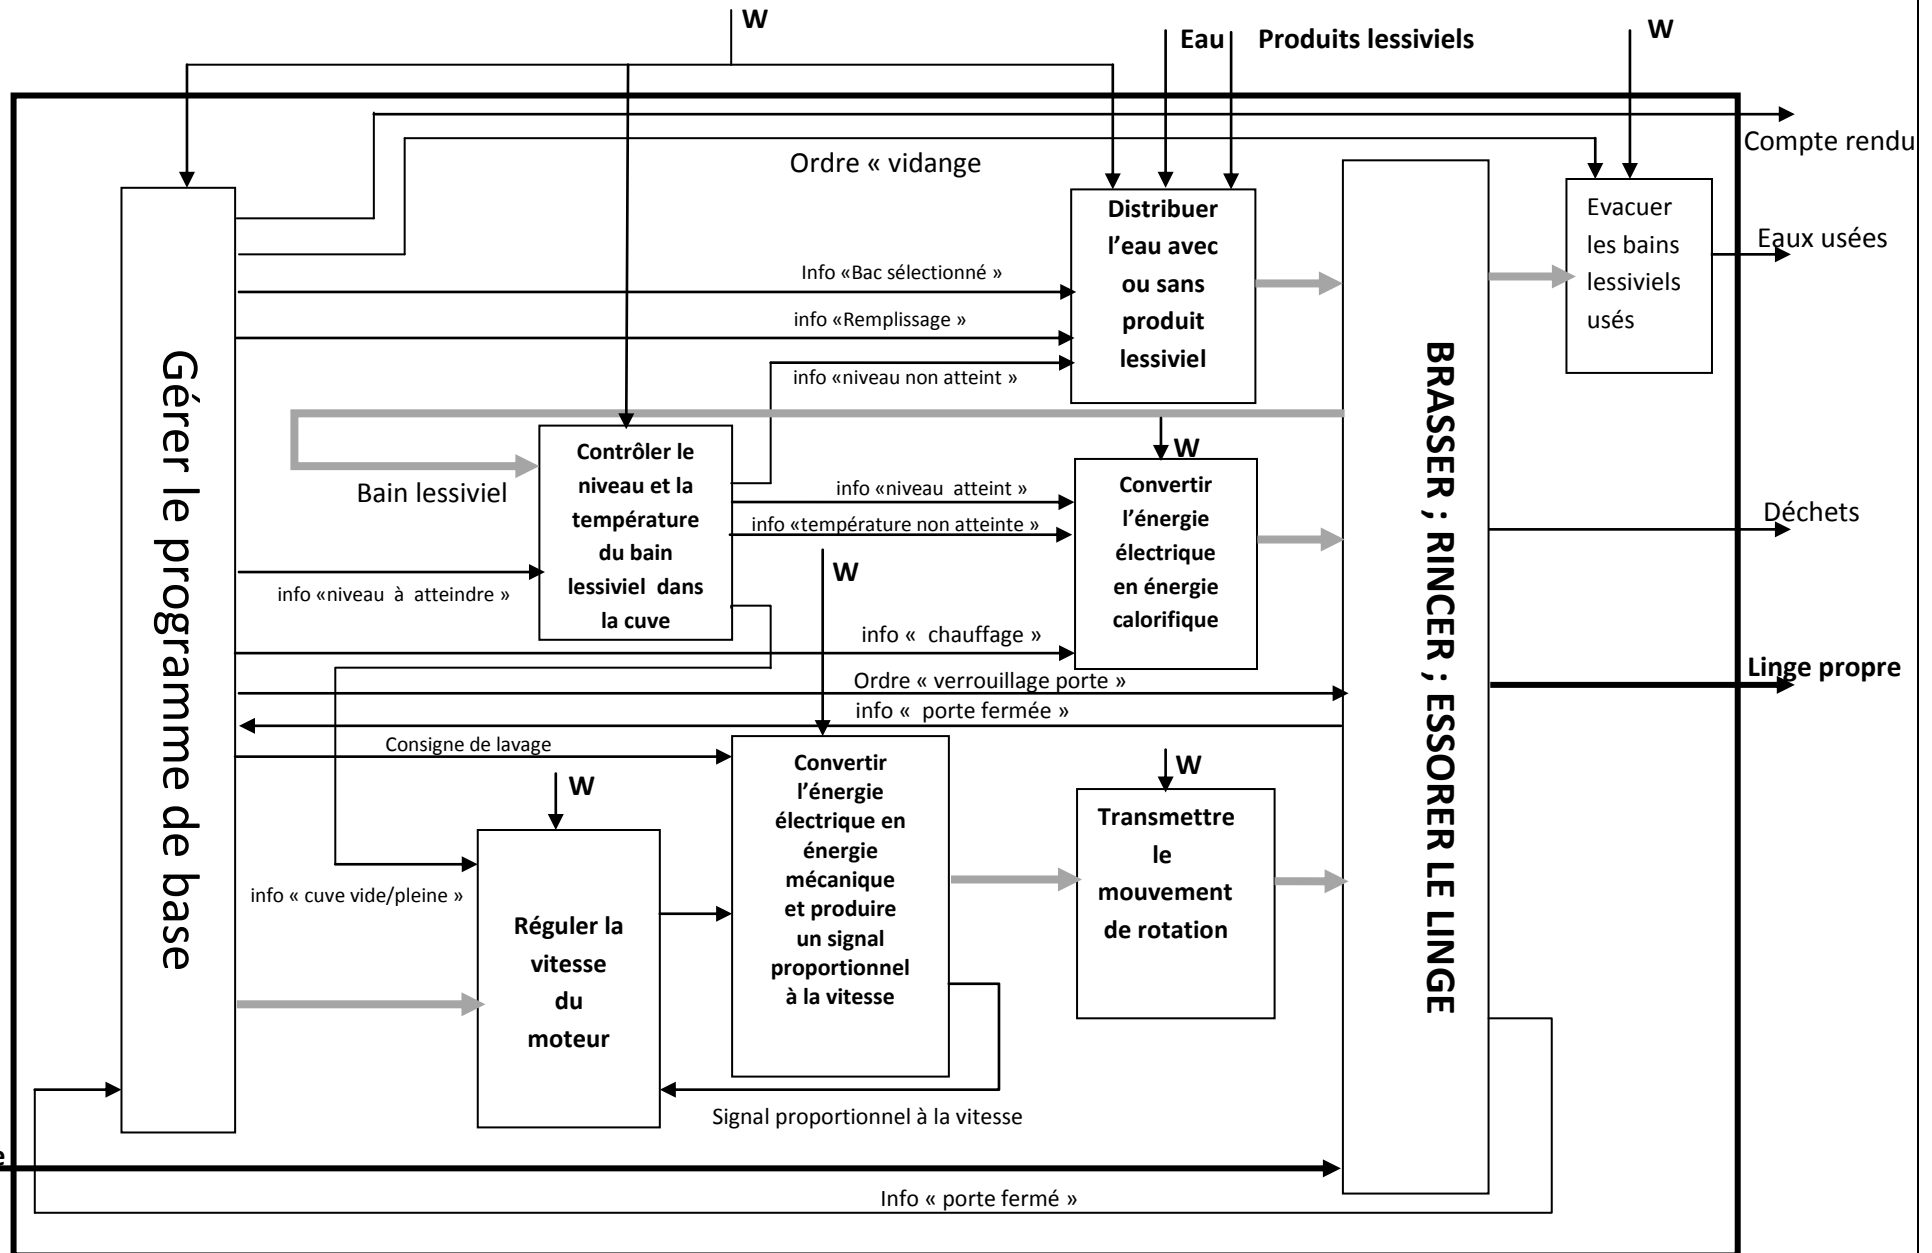 W
Eau
Produits lessiviels
W
Compte rendu
Ordre « vidange
Distribuer
l’eau avec
ou sans
produit
lessiviel
Evacuer
les bains
lessiviels
usés
Eaux usées
Info «Bac sélectionné »
info «Remplissage »
info «niveau non atteint »
Gérer le programme de base
BRASSER ; RINCER ; ESSORER LE LINGE
Bain lessiviel
Contrôler le
niveau et la
température
du bain
lessiviel dans
la cuve
W
Convertir
l’énergie
électrique
en énergie
calorifique
info «niveau atteint »
info «température non atteinte »
Déchets
W
info «niveau à atteindre »
info « chauffage »
Ordre « verrouillage porte »
info « porte fermée »
Linge propre
Consigne de lavage
W
Convertir
l’énergie
électrique en
énergie
mécanique
et produire
un signal
proportionnel
à la vitesse
W
Transmettre
le
mouvement
de rotation
info « cuve vide/pleine »
Réguler la
vitesse
du
moteur
Signal proportionnel à la vitesse
e
Info « porte fermé »